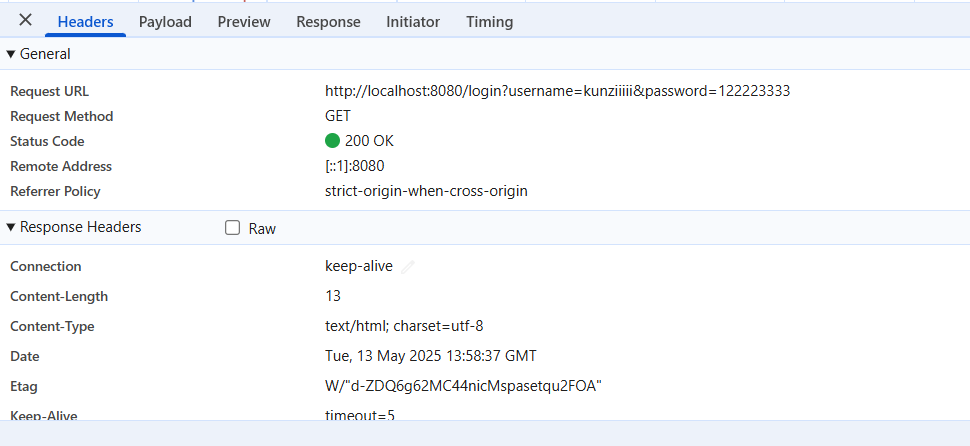 Headers Payload Preview Response Initiator Timing
General
Request URL http://localhost:8080/login?username=kunziiiii&password=122223333
Request Method GET
Status Code 200 OK
Remote Address [::1]:8080
Referrer Policy strict-origin-when-cross-origin
Response Headers Raw
Connection keep-alive
Content-Length 13
Content-Type text/html; charset=utf-8
Date Tue, 13 May 2025 13:58:37 GMT
Etag W/"d-ZDQ6g62MC44nicMspasetqu2FOA"
Keep-Alive timeout=5